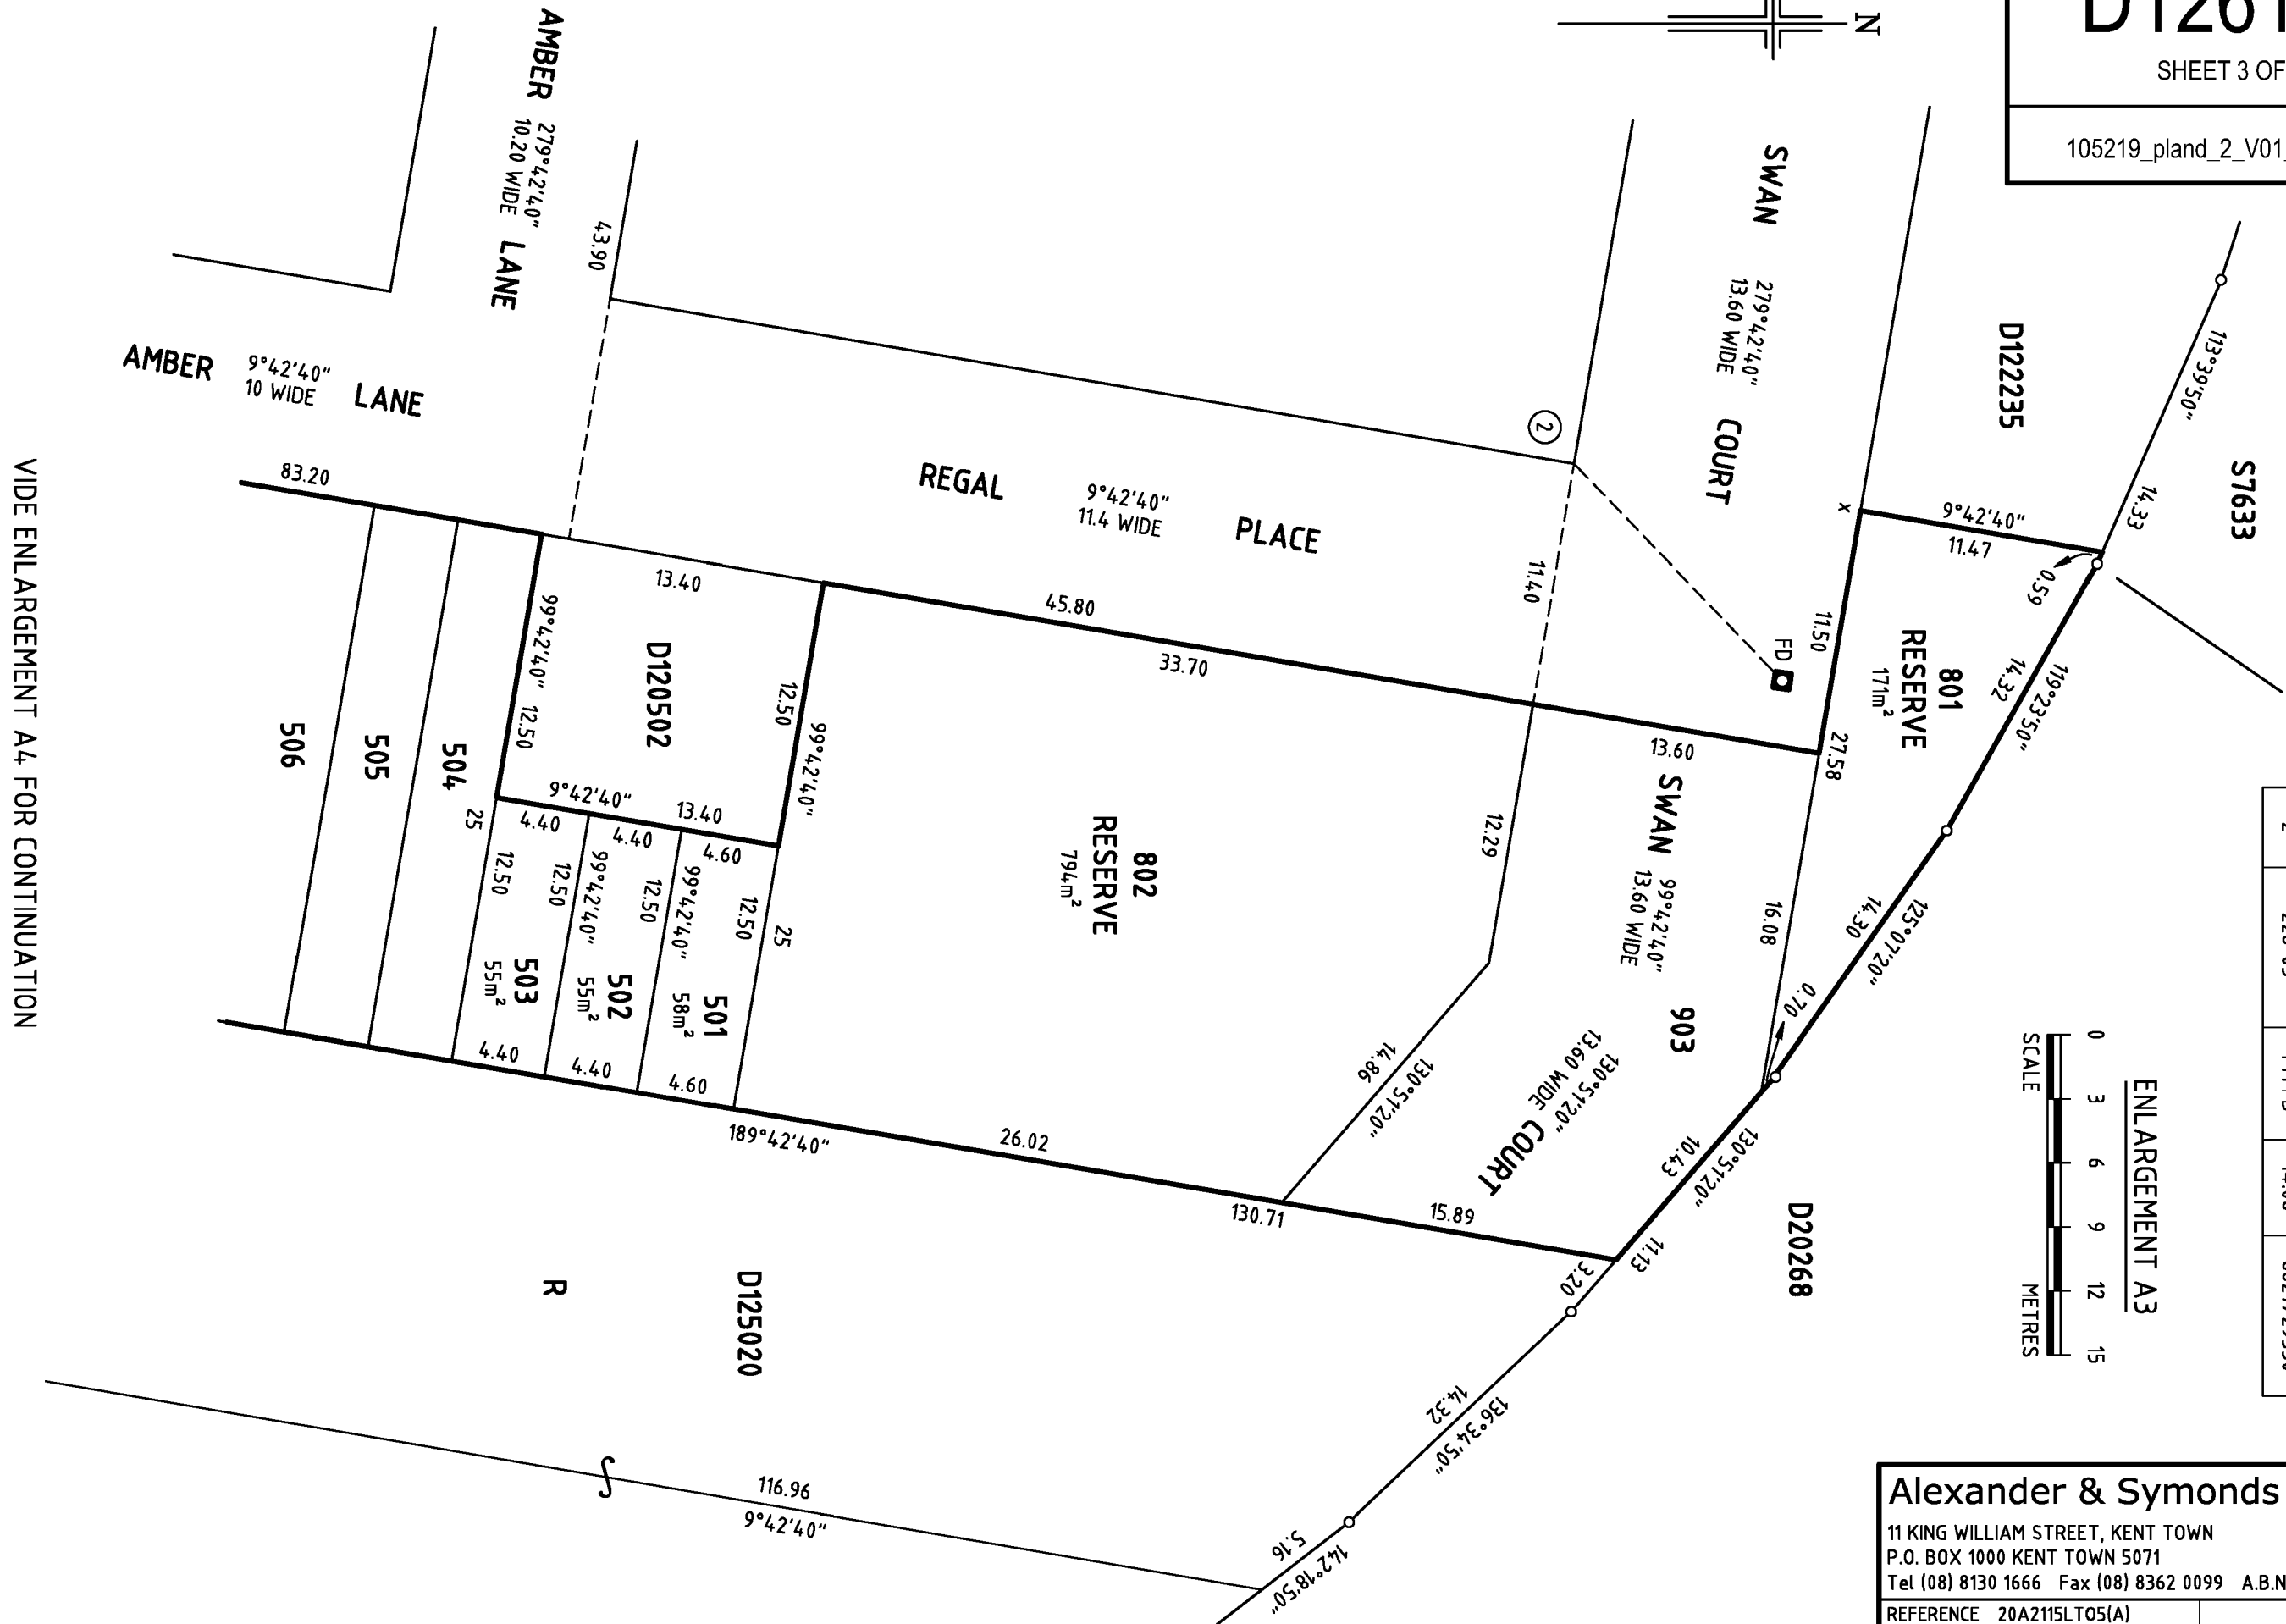 D1261
SHEET 3 OF
105219_pland_2_V01_
N
AMBER LANE
279°42'40"
10.20 WIDE
43.90
AMBER LANE
9°42'40"
10 WIDE
83.20
SWAN COURT
279°42'40"
13.60 WIDE
D122235
S7633
113°39'50"
14.33
9°42'40"
11.47
0.59
x
2
REGAL PLACE
9°42'40"
11.4 WIDE
11.40
FD
11.50
27.58
801
RESERVE
171m²
119°23'50"
14.32
13.40
45.80
33.70
13.60
D120502
99°42'40"
12.50
12.50
99°42'40"
9°42'40"
13.40
506
505
504
25
4.40
4.40
4.60
12.50
12.50
99°42'40"
12.50
99°42'40"
12.50
25
503
55m²
502
55m²
501
58m²
4.40
4.40
4.60
802
RESERVE
794m²
12.29
SWAN
99°42'40"
13.60 WIDE
903
16.08
0.70
125°07'20"
14.30
130°51'20"
13.60 WIDE
COURT
14.86
130°51'20"
10.43
130°51'20"
11.13
189°42'40"
26.02
130.71
15.89
3.20
D20268
D125020
R
14.32
136°34'50"
116.96
9°42'40"
5.16
142°18'50"
ENLARGEMENT A3
0 3 6 9 12 15
SCALE METRES
VIDE ENLARGEMENT A4 FOR CONTINUATION
Alexander & Symonds
11 KING WILLIAM STREET, KENT TOWN
P.O. BOX 1000 KENT TOWN 5071
Tel (08) 8130 1666 Fax (08) 8362 0099 A.B.N
REFERENCE 20A2115LTO5(A)